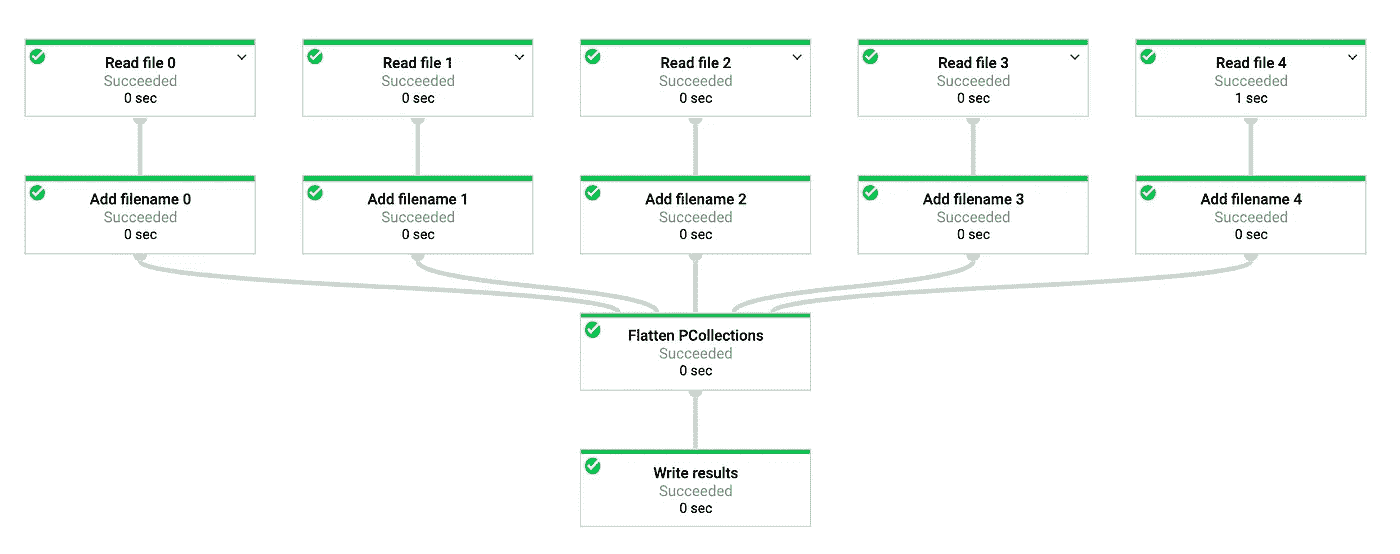 Read file 0
Succeeded
0 sec
Read file 1
Succeeded
0 sec
Read file 2
Succeeded
0 sec
Read file 3
Succeeded
0 sec
Read file 4
Succeeded
1 sec
Add filename 0
Succeeded
0 sec
Add filename 1
Succeeded
0 sec
Add filename 2
Succeeded
0 sec
Add filename 3
Succeeded
0 sec
Add filename 4
Succeeded
0 sec
Flatten PCollections
Succeeded
0 sec
Write results
Succeeded
0 sec